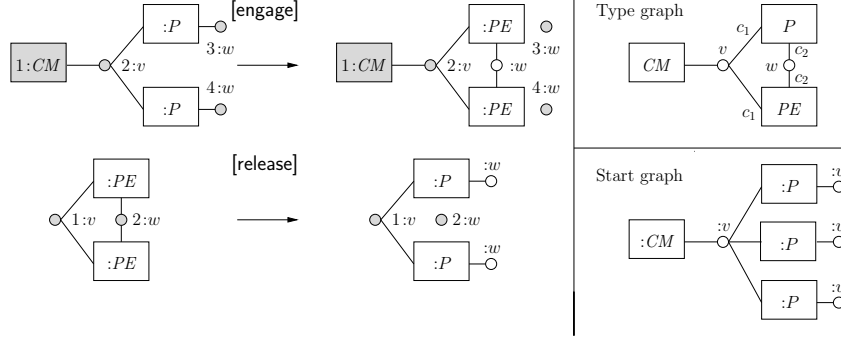 [engage]
:P
3:w
1:CM
2:v
4:w
:P
:PE
3:w
1:CM
2:v
:w
4:w
:PE
[release]
:PE
1:v
2:w
:PE
:P
:w
1:v
2:w
:w
:P
Type graph
P
c1
c2
v
CM
w
c2
c1
PE
Start graph
:P
:v
:CM
:P
:P